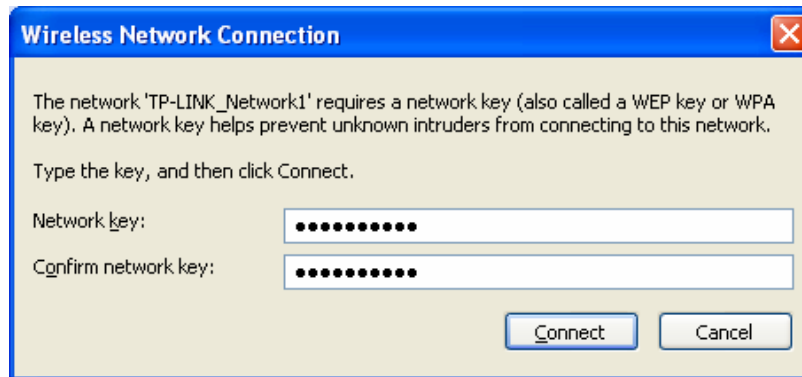 Wireless Network Connection
The network 'TP-LINK_Network1' requires a network key (also called a WEP key or WPA
key). A network key helps prevent unknown intruders from connecting to this network.
Type the key, and then click Connect.
Network key: ••••••••••
Confirm network key: ••••••••••
Connect Cancel